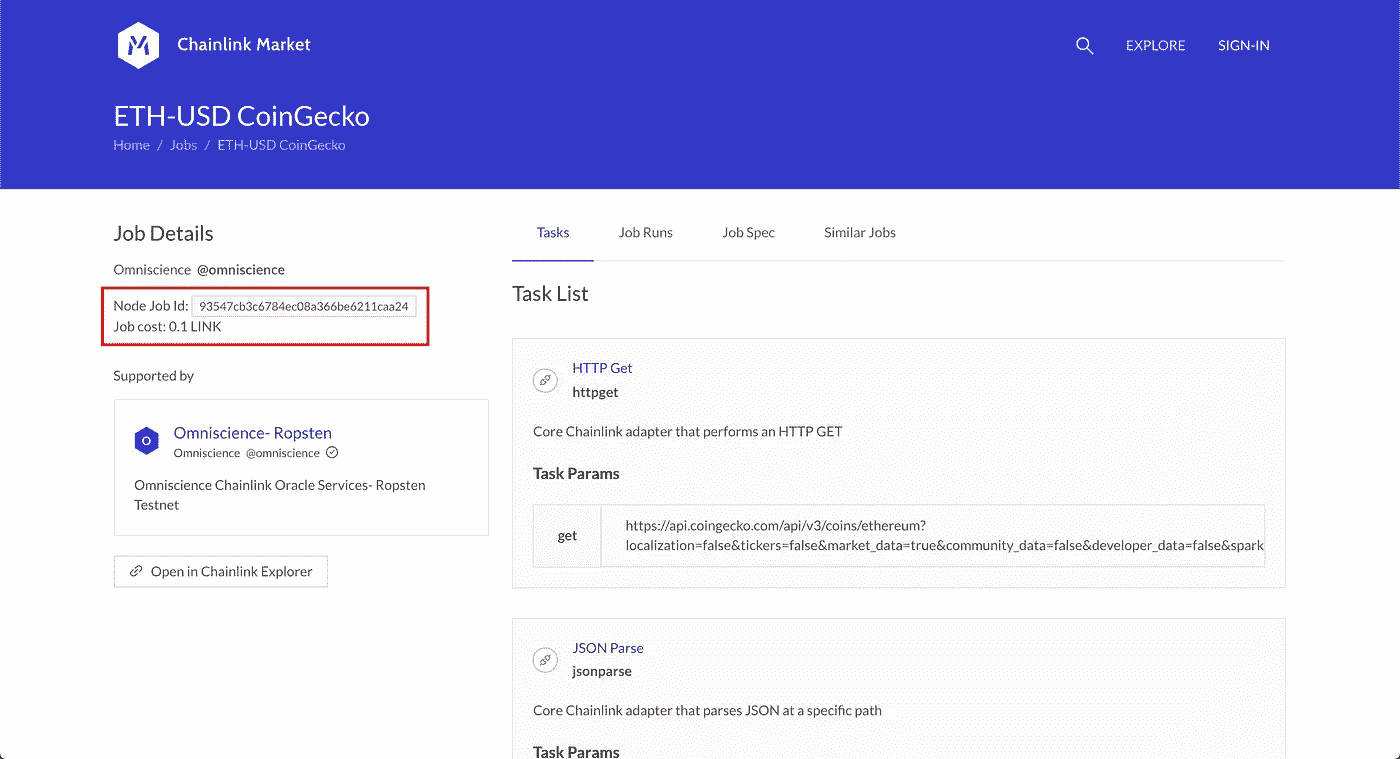 Chainlink Market
EXPLORE
SIGN-IN
ETH-USD CoinGecko
Home / Jobs / ETH-USD CoinGecko
Job Details
Omniscience @omniscience
Node Job Id: 93547cb3c6784ec08a366be6211caa24
Job cost: 0.1 LINK
Supported by
O
Omniscience- Ropsten
Omniscience @omniscience
Omniscience Chainlink Oracle Services- Ropsten
Testnet
Open in Chainlink Explorer
Tasks
Job Runs
Job Spec
Similar Jobs
Task List
HTTP Get
httpget
Core Chainlink adapter that performs an HTTP GET
Task Params
get
https://api.coingecko.com/api/v3/coins/ethereum?
localization=false&tickers=false&market_data=true&community_data=false&developer_data=false&spark
JSON Parse
jsonparse
Core Chainlink adapter that parses JSON at a specific path
Task Params